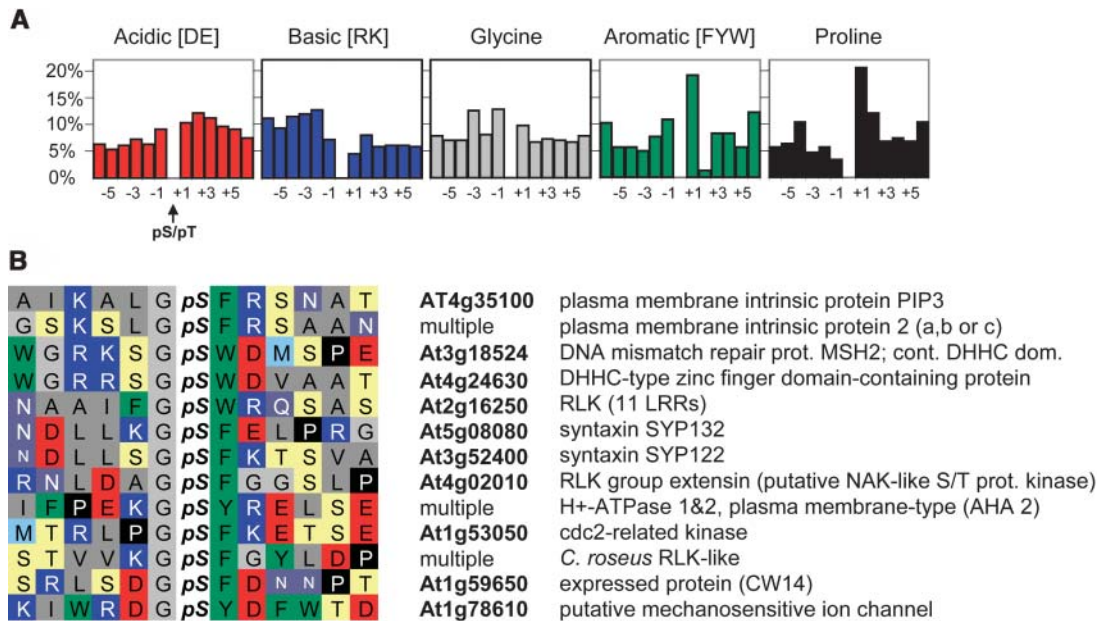 A
Acidic [DE] Basic [RK] Glycine Aromatic [FYW] Proline
20%
15%
10%
5%
0%
-5 -3 -1 +1 +3 +5 -5 -3 -1 +1 +3 +5 -5 -3 -1 +1 +3 +5 -5 -3 -1 +1 +3 +5 -5 -3 -1 +1 +3 +5
pS/pT
B
A I K A L G pS F R S N A T AT4g35100 plasma membrane intrinsic protein PIP3
G S K S L G pS F R S A A N multiple plasma membrane intrinsic protein 2 (a,b or c)
W G R K S G pS W D M S P E At3g18524 DNA mismatch repair prot. MSH2; cont. DHHC dom.
W G R R S G pS W D V A A T At4g24630 DHHC-type zinc finger domain-containing protein
N A A I F G pS W R Q S A S At2g16250 RLK (11 LRRs)
N D L L K G pS F E L P R G At5g08080 syntaxin SYP132
N D L L S G pS F K T S V A At3g52400 syntaxin SYP122
R N L D A G pS F G G S L P At4g02010 RLK group extensin (putative NAK-like S/T prot. kinase)
I F P E K G pS Y R E L S E multiple H+-ATPase 1&2, plasma membrane-type (AHA 2)
M T R L P G pS F K E T S E At1g53050 cdc2-related kinase
S T V V K G pS F G Y L D P multiple C. roseus RLK-like
S R L S D G pS F D N N P T At1g59650 expressed protein (CW14)
K I W R D G pS Y D F W T D At1g78610 putative mechanosensitive ion channel